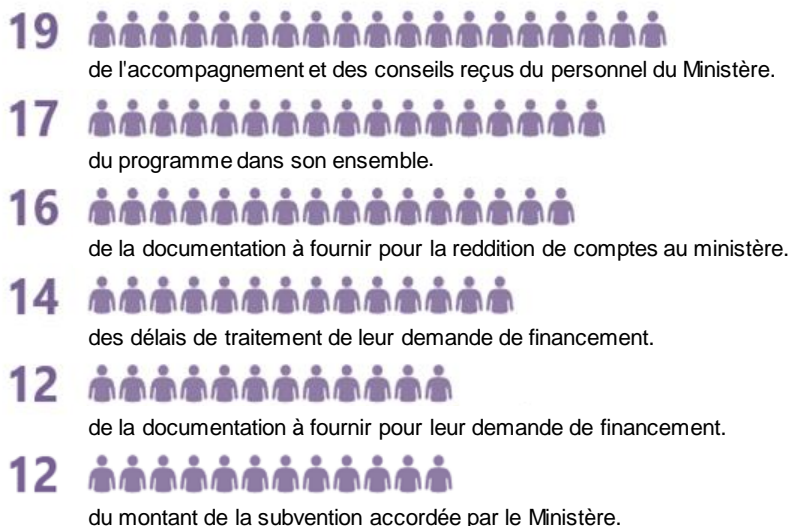 19
de l'accompagnement et des conseils reçus du personnel du Ministère.
17
du programme dans son ensemble.
16
de la documentation à fournir pour la reddition de comptes au ministère.
14
des délais de traitement de leur demande de financement.
12
de la documentation à fournir pour leur demande de financement.
12
du montant de la subvention accordée par le Ministère.